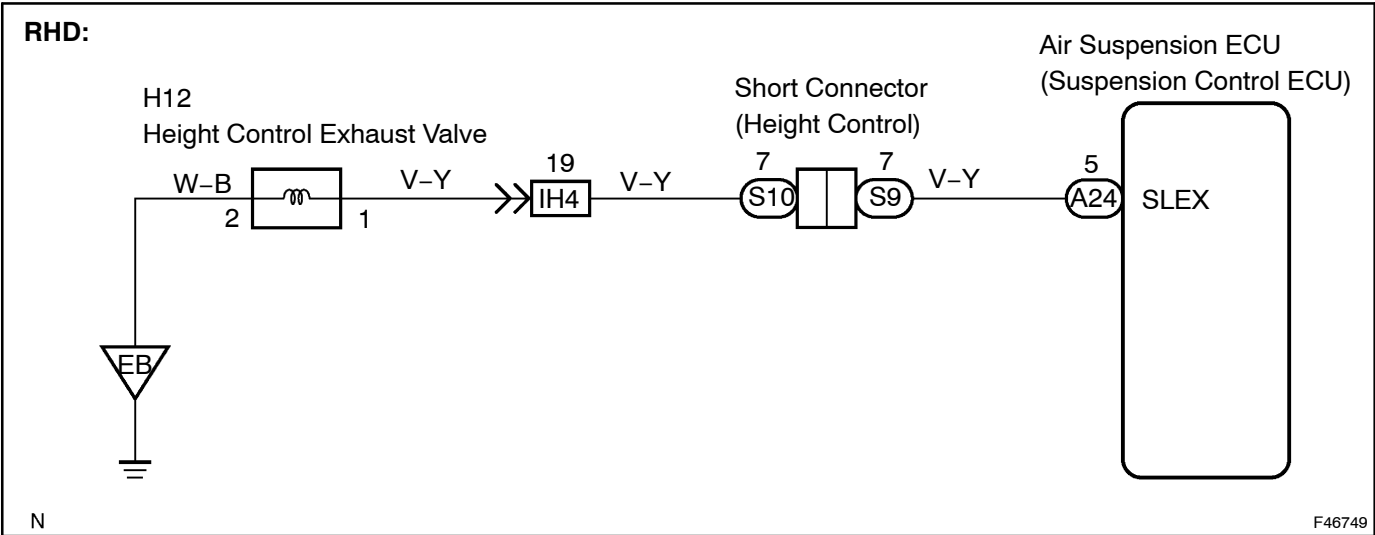 RHD:
Air Suspension ECU
(Suspension Control ECU)
Short Connector
(Height Control)
H12
Height Control Exhaust Valve
W–B
2
1
V–Y
19
IH4
V–Y
7
S10
7
S9
V–Y
5
A24
SLEX
EB
N
F46749